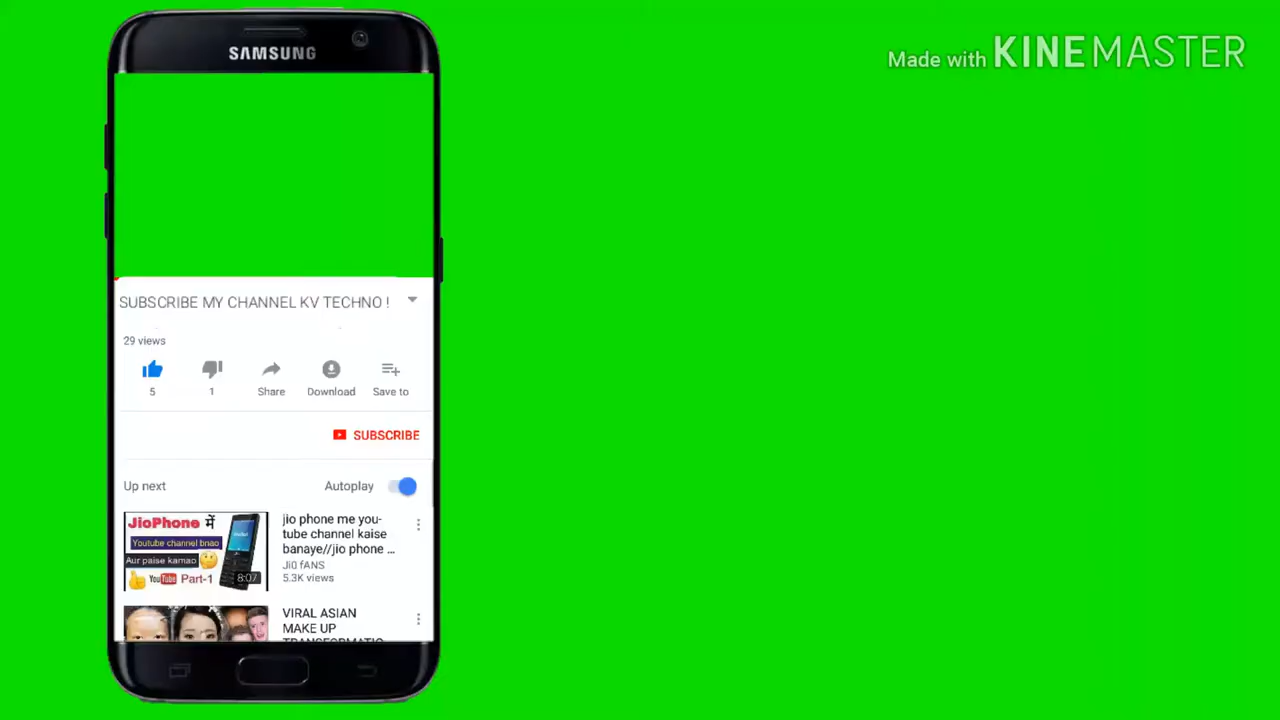 SAMSUNG
Made with KINEMASTER
SUBSCRIBE MY CHANNEL KV TECHNO !
29 views
5
1
Share
Download
Save to
SUBSCRIBE
Up next
Autoplay
JioPhone में
Youtube channel bnao
Aur paise kamao
YouTube Part-1
8:07
jio phone me you-
tube channel kaise
banaye//jio phone ...
Ji0 fANS
5.3K views
VIRAL ASIAN
MAKE UP
TRANSFORMATIO